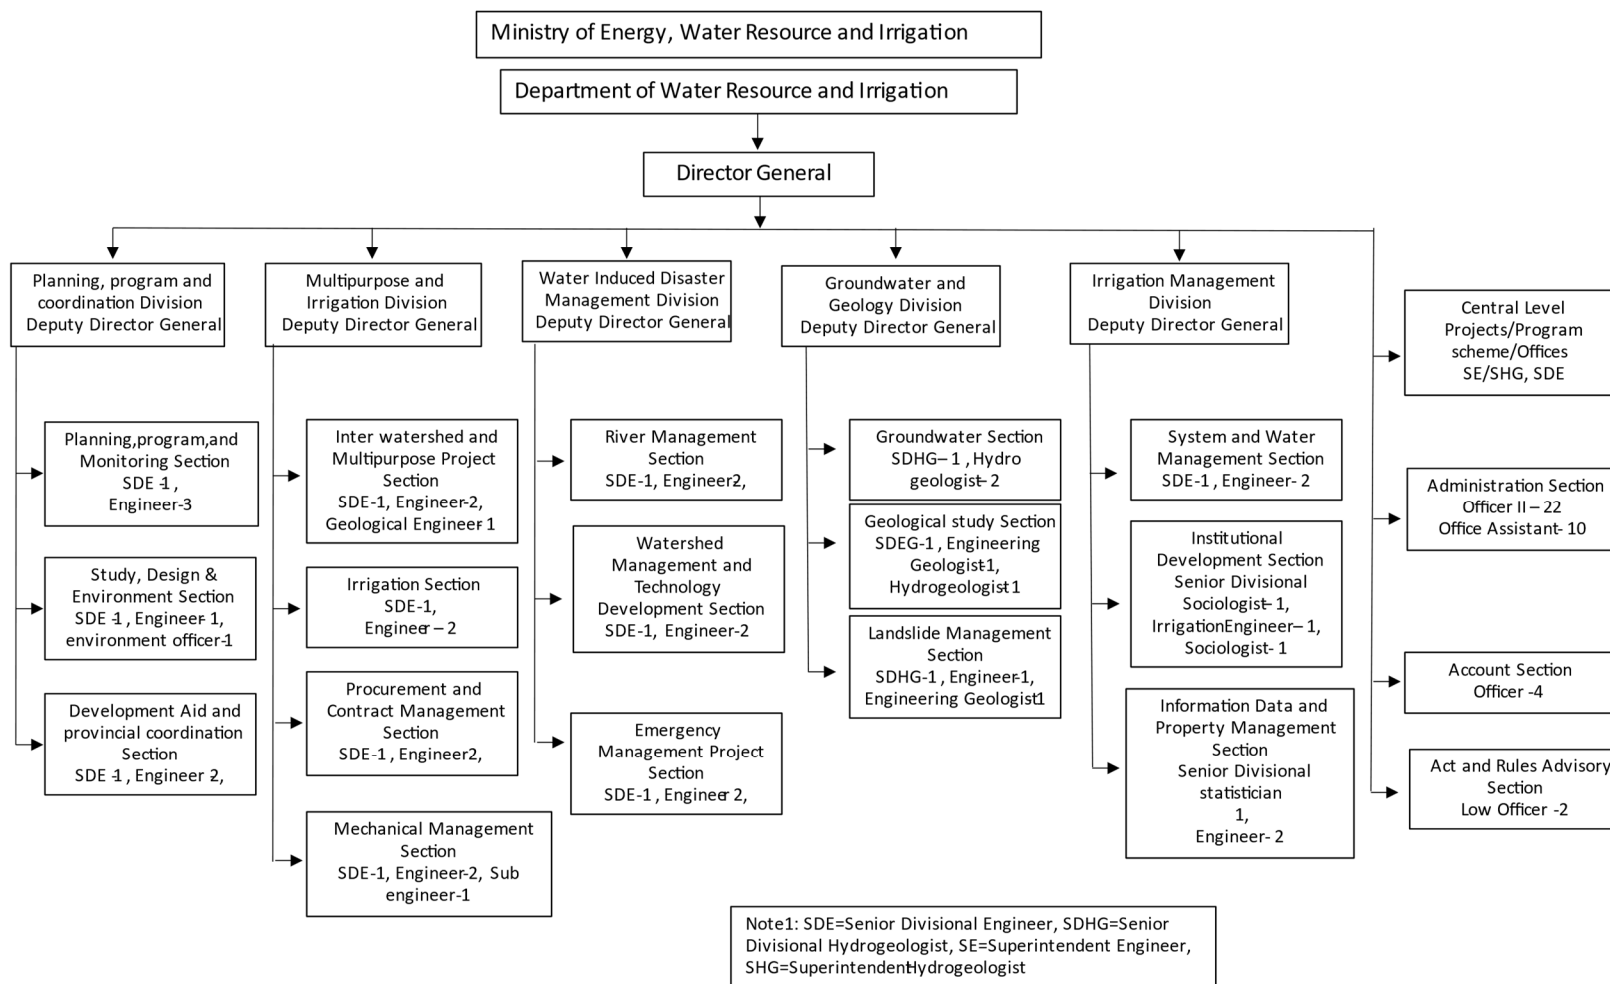 Ministry of Energy, Water Resource and Irrigation
Department of Water Resource and Irrigation
Director General
Planning, program and
coordination Division
Deputy Director General
Multipurpose and
Irrigation Division
Deputy Director General
Water Induced Disaster
Management Division
Deputy Director General
Groundwater and
Geology Division
Deputy Director General
Irrigation Management
Division
Deputy Director General
Central Level
Projects/Program
scheme/Offices
SE/SHG, SDE
Planning,program,and
Monitoring Section
SDE -1,
Engineer-3
Study, Design &
Environment Section
SDE -1, Engineer- 1,
environment officer-1
Development Aid and
provincial coordination
Section
SDE -1, Engineer 2,
Inter watershed and
Multipurpose Project
Section
SDE-1, Engineer-2,
Geological Engineer- 1
Irrigation Section
SDE-1,
Engineer – 2
Procurement and
Contract Management
Section
SDE-1, Engineer-2,
Mechanical Management
Section
SDE-1, Engineer-2, Sub
engineer-1
River Management
Section
SDE-1, Engineer-2,
Watershed
Management and
Technology
Development Section
SDE-1, Engineer-2
Emergency
Management Project
Section
SDE-1, Engineer 2,
Groundwater Section
SDHG– 1, Hydro
geologist– 2
Geological study Section
SDEG-1, Engineering
Geologist-1,
Hydrogeologist-1
Landslide Management
Section
SDHG-1, Engineer-1,
Engineering Geologist-1
System and Water
Management Section
SDE-1, Engineer- 2
Institutional
Development Section
Senior Divisional
Sociologist– 1,
IrrigationEngineer– 1,
Sociologist- 1
Information Data and
Property Management
Section
Senior Divisional
statistician
1,
Engineer- 2
Administration Section
Officer II – 22
Office Assistant- 10
Account Section
Officer -4
Act and Rules Advisory
Section
Low Officer -2
Note1: SDE=Senior Divisional Engineer, SDHG=Senior
Divisional Hydrogeologist, SE=Superintendent Engineer,
SHG=SuperintendentHydrogeologist